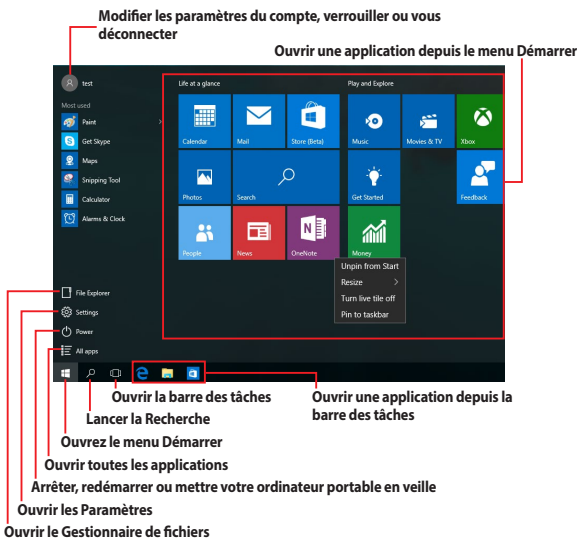 Modifier les paramètres du compte, verrouiller ou vous
déconnecter
Ouvrir une application depuis le menu Démarrer
test
Life at a glance
Play and Explore
Most used
Paint
Get Skype
Maps
Snipping Tool
Calculator
Alarms & Clock
Calendar
Mail
Store (Beta)
Music
Movies & TV
Xbox
Photos
Search
Get Started
Feedback
People
News
OneNote
Money
Unpin from Start
Resize
Turn live tile off
Pin to taskbar
File Explorer
Settings
Power
All apps
Ouvrir la barre des tâches
Ouvrir une application depuis la
barre des tâches
Lancer la Recherche
Ouvrez le menu Démarrer
Ouvrir toutes les applications
Arrêter, redémarrer ou mettre votre ordinateur portable en veille
Ouvrir les Paramètres
Ouvrir le Gestionnaire de fichiers